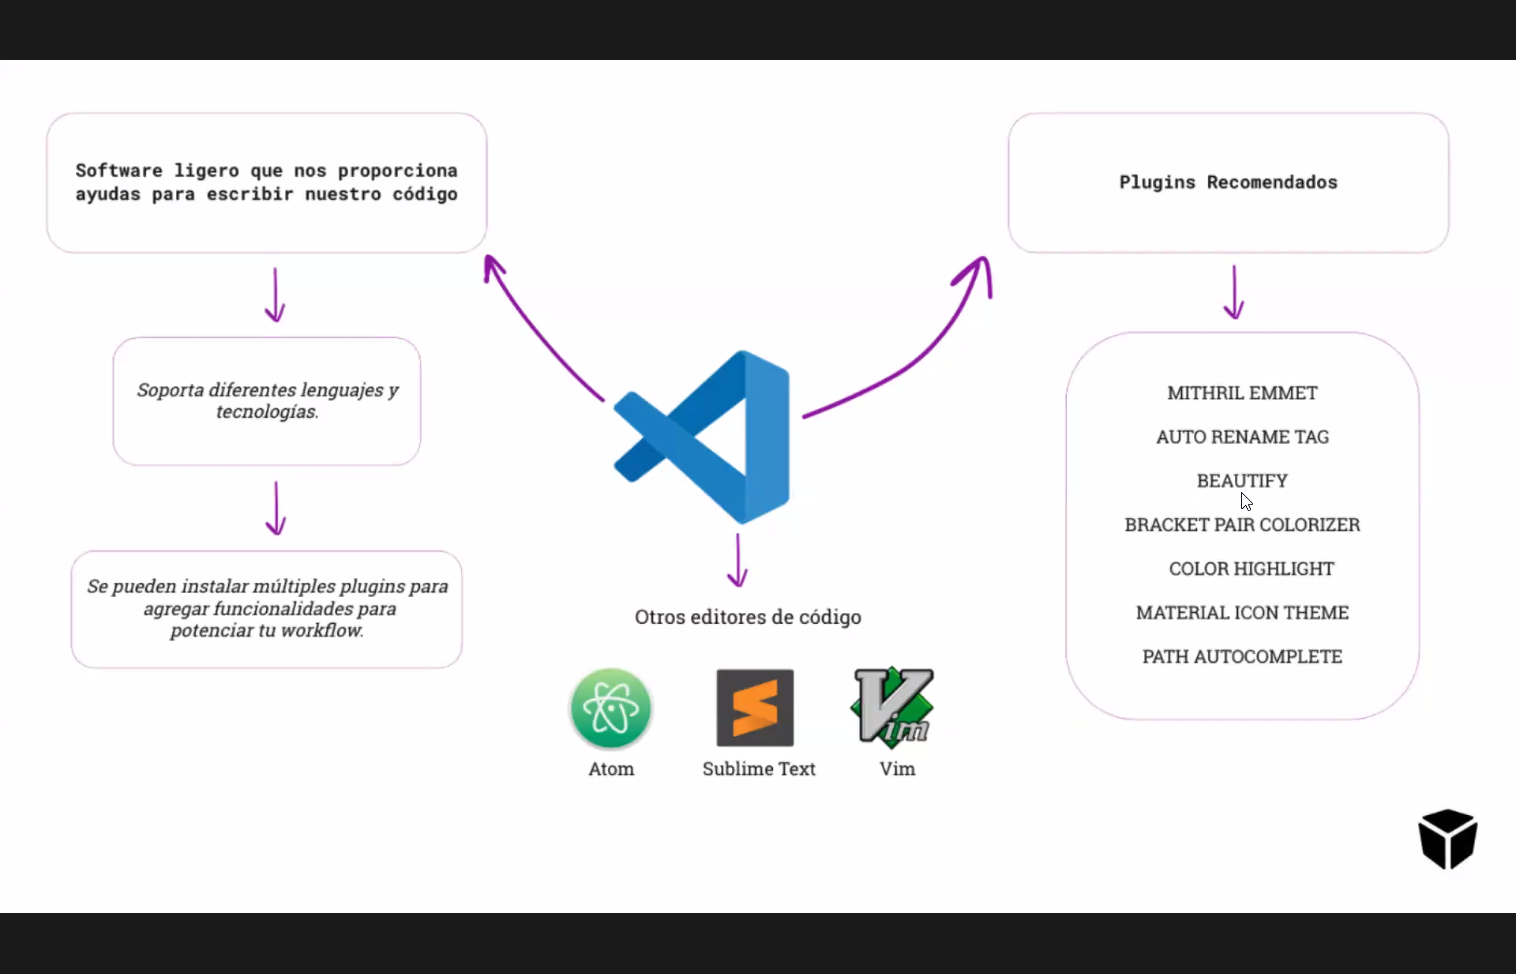 Software ligero que nos proporciona
ayudas para escribir nuestro código
Soporta diferentes lenguajes y
tecnologías.
Se pueden instalar múltiples plugins para
agregar funcionalidades para
potenciar tu workflow.
Otros editores de código
Vim
Atom
Sublime Text
Vim
Plugins Recomendados
MITHRIL EMMET
AUTO RENAME TAG
BEAUTIFY
BRACKET PAIR COLORIZER
COLOR HIGHLIGHT
MATERIAL ICON THEME
PATH AUTOCOMPLETE